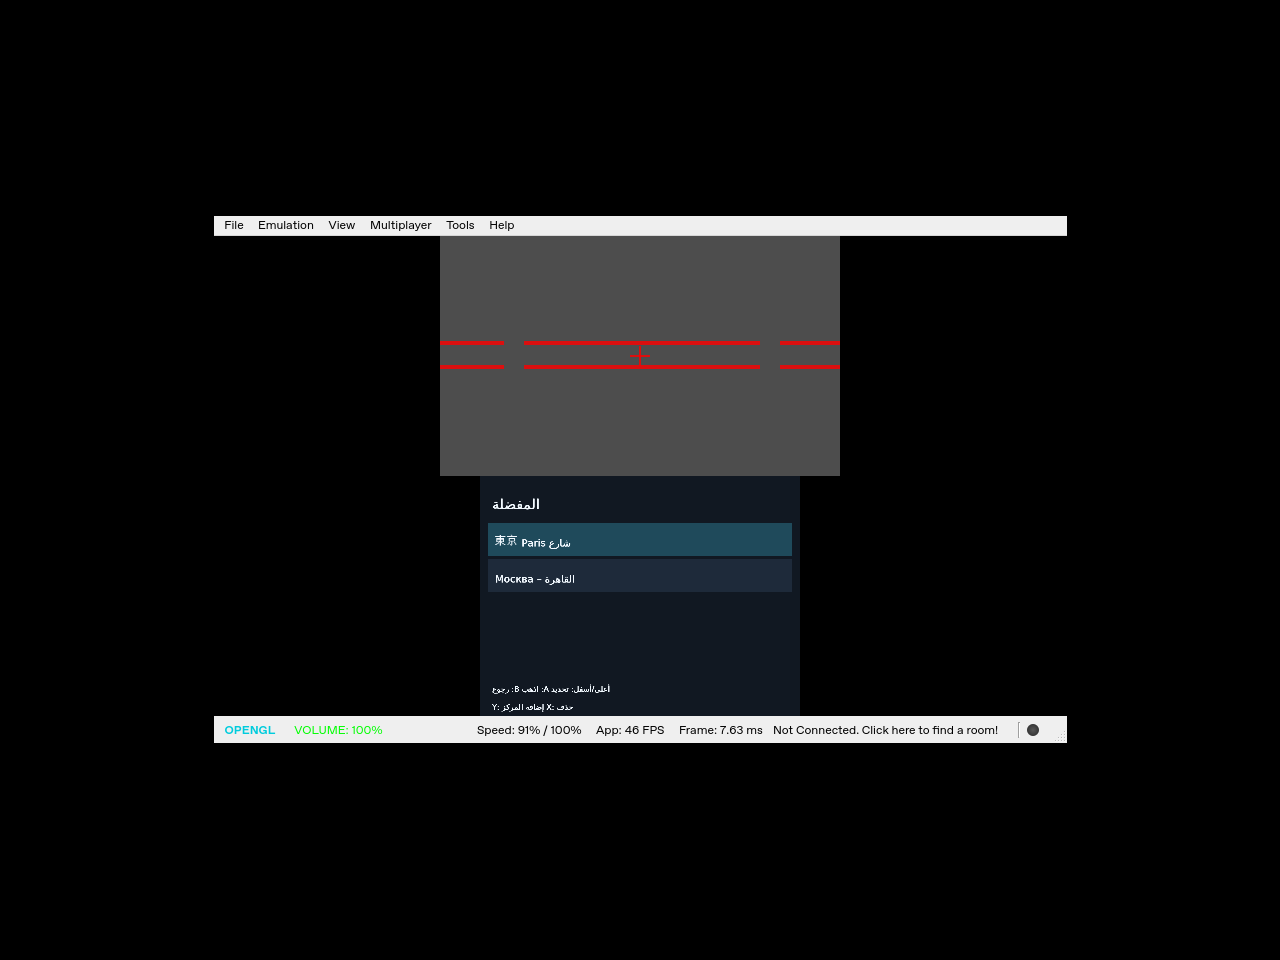 File Emulation View Multiplayer Tools Help
المفضلة
東京 Paris شارع
Москва – القاهرة
أعلى/أسفل: تحديد A: اذهب B: رجوع
Y: إضافة المركز X: حذف
OPENGL VOLUME: 100% Speed: 91% / 100% App: 46 FPS Frame: 7.63 ms Not Connected. Click here to find a room!